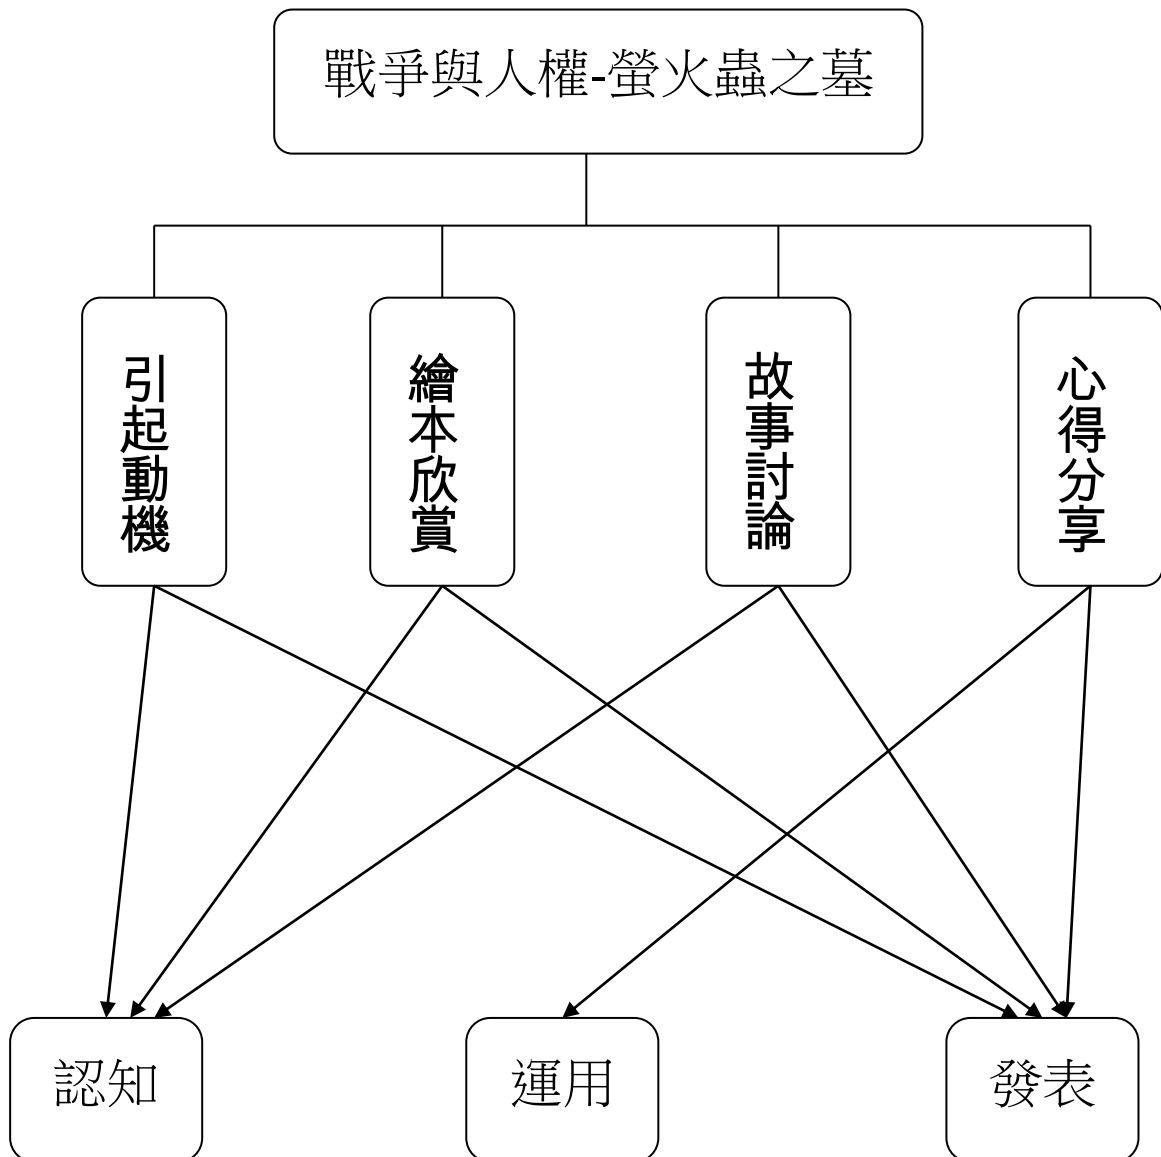 戰爭與人權-螢火蟲之墓
引起動機
繪本欣賞
故事討論
心得分享
認知
運用
發表